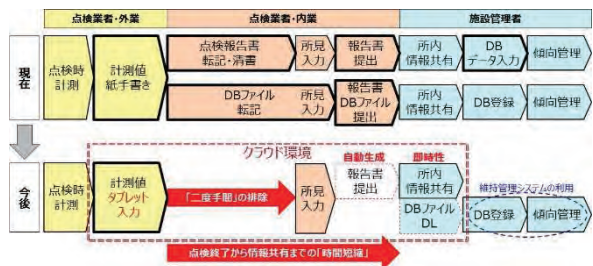 点検業者・外業
点検業者・内業
施設管理者
現在
点検時
計測
計測値
紙手書き
点検報告書
転記・清書
所見
入力
報告書
提出
所内
情報共有
DB
データ入力
傾向管理
DBファイル
転記
所見
入力
報告書
DBファイル
提出
所内
情報共有
DB登録
傾向管理
今後
クラウド環境
点検時
計測
計測値
タブレット
入力
「二度手間」の排除
所見
入力
自動生成
報告書
提出
即時性
所内
情報共有
DBファイル
DL
維持管理システムの利用
DB登録
傾向管理
点検終了から情報共有までの「時間短縮」